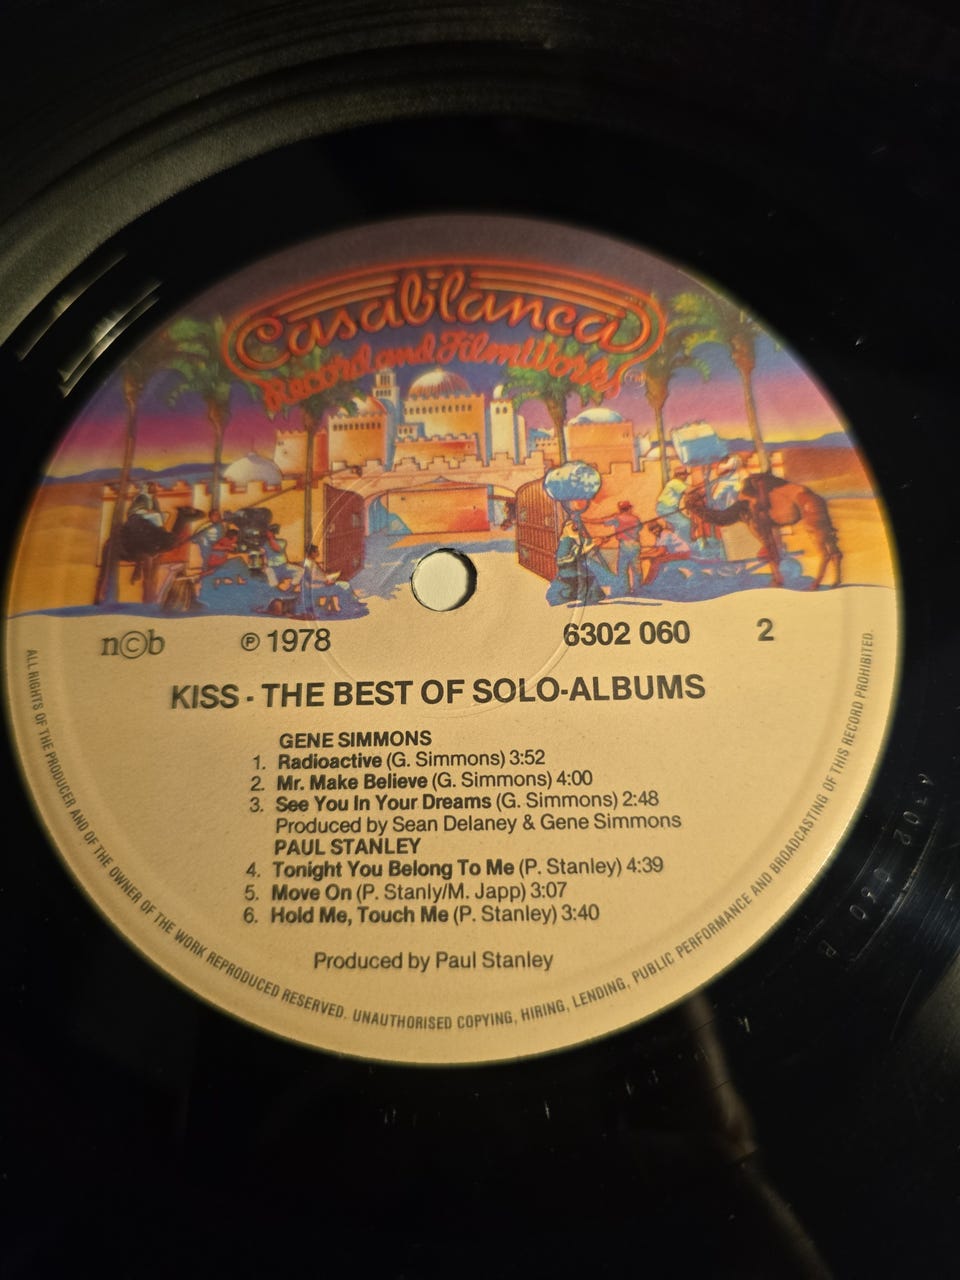 Casablanca
Record and FilmWorks
n©b ℗ 1978 6302 060 2
KISS - THE BEST OF SOLO-ALBUMS
GENE SIMMONS
1. Radioactive (G. Simmons) 3:52
2. Mr. Make Believe (G. Simmons) 4:00
3. See You In Your Dreams (G. Simmons) 2:48
Produced by Sean Delaney & Gene Simmons
PAUL STANLEY
4. Tonight You Belong To Me (P. Stanley) 4:39
5. Move On (P. Stanly/M. Japp) 3:07
6. Hold Me, Touch Me (P. Stanley) 3:40
Produced by Paul Stanley
ALL RIGHTS OF THE PRODUCER AND OF THE OWNER OF THE WORK REPRODUCED RESERVED. UNAUTHORISED COPYING, HIRING, LENDING, PUBLIC PERFORMANCE AND BROADCASTING OF THIS RECORD PROHIBITED.